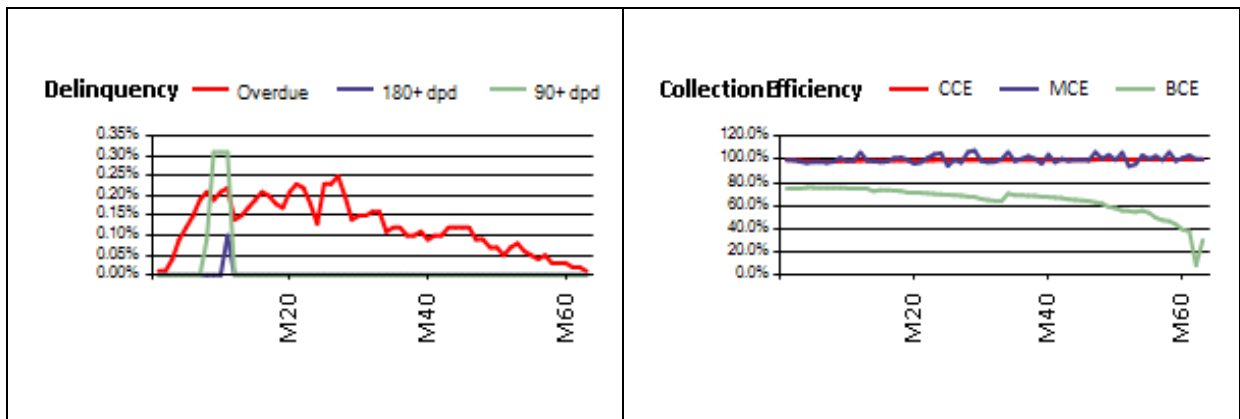 Delinquency Overdue 180+ dpd 90+ dpd
0.35%
0.30%
0.25%
0.20%
0.15%
0.10%
0.05%
0.00%
M20
M40
M60
Collection Efficiency CCE MCE BCE
120.0%
100.0%
80.0%
60.0%
40.0%
20.0%
0.0%
M20
M40
M60